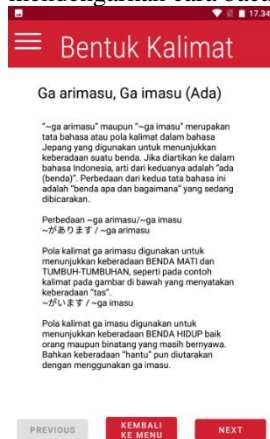 17.34
Bentuk Kalimat
Ga arimasu, Ga imasu (Ada)
"~ga arimasu" maupun "~ga imasu" merupakan
tata bahasa atau pola kalimat dalam bahasa
Jepang yang digunakan untuk menunjukkan
keberadaan suatu benda. Jika diartikan ke dalam
bahasa Indonesia, arti dari keduanya adalah "ada
(benda)". Perbedaan dari kedua tata bahasa ini
adalah "benda apa dan bagaimana" yang sedang
dibicarakan.
Perbedaan ~ga arimasu/~ga imasu
~があります / ~ga arimasu
Pola kalimat ga arimasu digunakan untuk
menunjukkan keberadaan BENDA MATI dan
TUMBUH-TUMBUHAN, seperti pada contoh
kalimat pada gambar di bawah yang menyatakan
keberadaan "tas".
~がいます / ~ga imasu
Pola kalimat ga imasu digunakan untuk
menunjukkan keberadaan BENDA HIDUP baik
orang maupun binatang yang masih bernyawa.
Bahkan keberadaan "hantu" pun diutarakan
dengan menggunakan ga imasu.
PREVIOUS
KEMBALI
KE MENU
NEXT